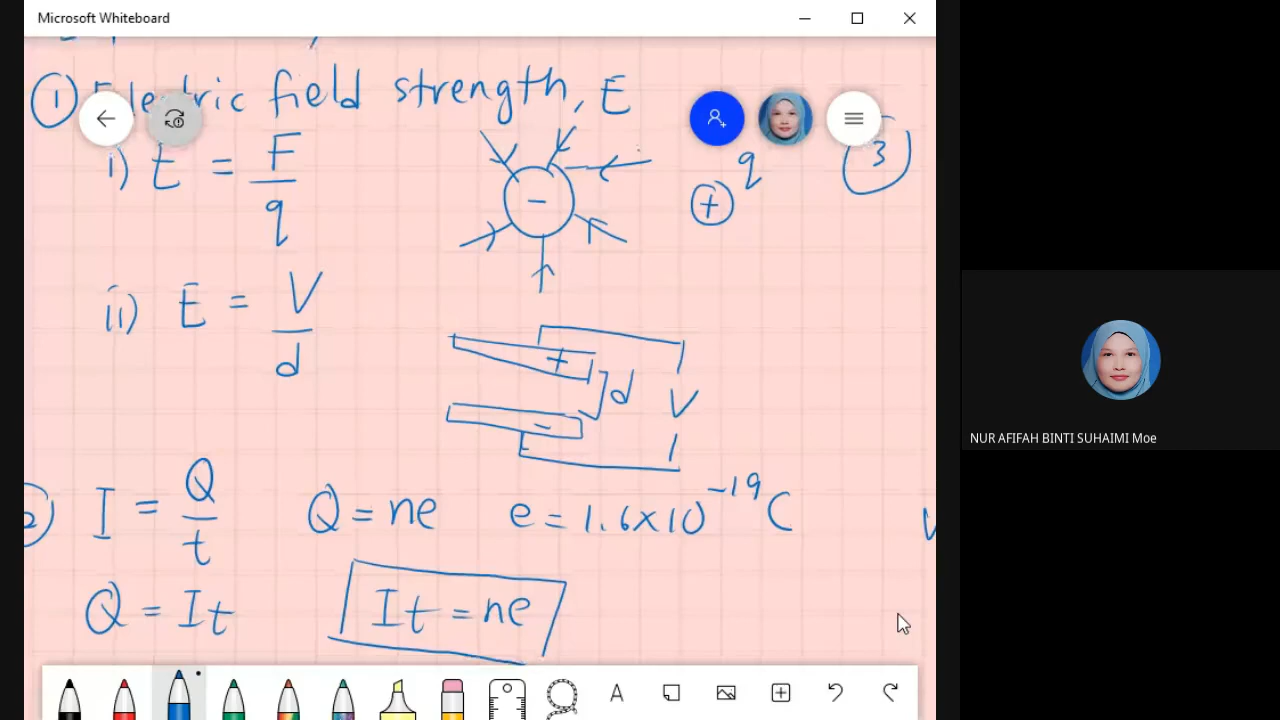 Microsoft Whiteboard
① Electric field strength, E
i) E = F/q
q
3
ii) E = V/d
d
V
2) I = Q/t Q = ne e = 1.6×10⁻¹⁹ C
Q = It It = ne
NUR AFIFAH BINTI SUHAIMI Moe